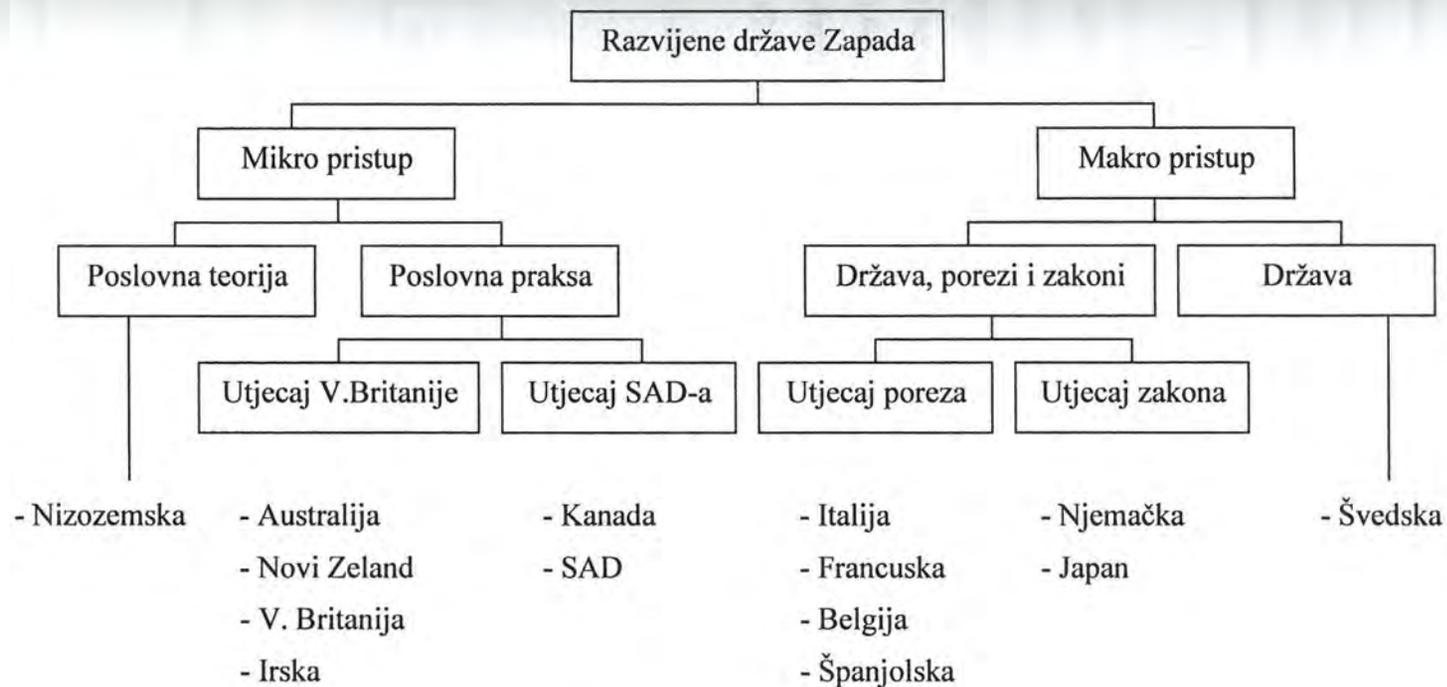 Razvijene države Zapada
Mikro pristup
Makro pristup
Poslovna teorija
Poslovna praksa
Država, porezi i zakoni
Država
Utjecaj V.Britanije
Utjecaj SAD-a
Utjecaj poreza
Utjecaj zakona
- Nizozemska
- Australija
- Novi Zeland
- V. Britanija
- Irska
- Kanada
- SAD
- Italija
- Francuska
- Belgija
- Španjolska
- Njemačka
- Japan
- Švedska